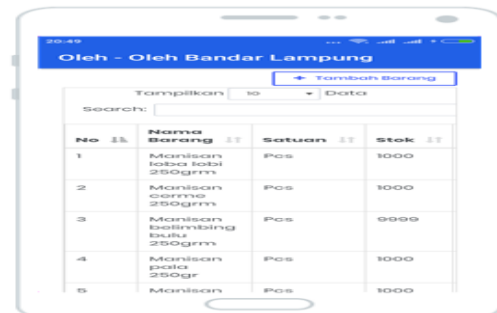 20:49
Oleh - Oleh Bandar Lampung
+ Tambah Barang
Tampilkan 10 Data
Search:
No Nama Barang Satuan Stok
1 Manisan loba lobi 250grm Pcs 1000
2 Manisan cerme 250grm Pcs 1000
3 Manisan belimbing bulu 250grm Pcs 9999
4 Manisan pala 250gr Pcs 1000
5 Manisan Pcs 1000